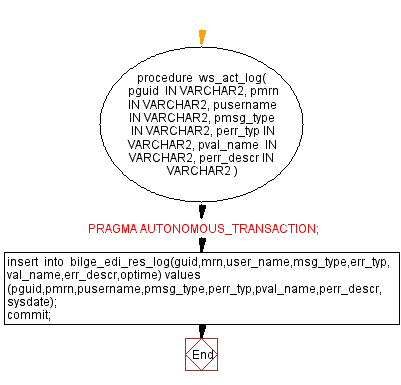 procedure ws_act_log(
pguid IN VARCHAR2, pmrn
IN VARCHAR2, pusername
IN VARCHAR2, pmsg_type
IN VARCHAR2, perr_typ IN
VARCHAR2, pval_name IN
VARCHAR2, perr_descr IN
VARCHAR2 )
PRAGMA AUTONOMOUS_TRANSACTION;
insert into bilge_edi_res_log(guid,mrn,user_name,msg_type,err_typ,
val_name,err_descr,optime) values
(pguid,pmrn,pusername,pmsg_type,perr_typ,pval_name,perr_descr,
sysdate);
commit;
End